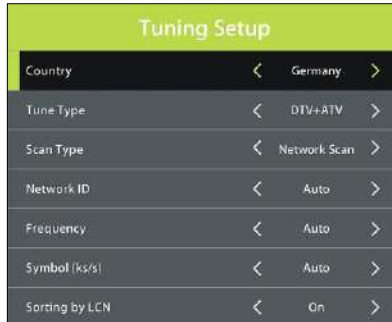 Tuning Setup
Country < Germany >
Tune Type < DTV+ATV >
Scan Type < Network Scan >
Network ID < Auto >
Frequency < Auto >
Symbol (ks/s) < Auto >
Sorting by LCN < On >